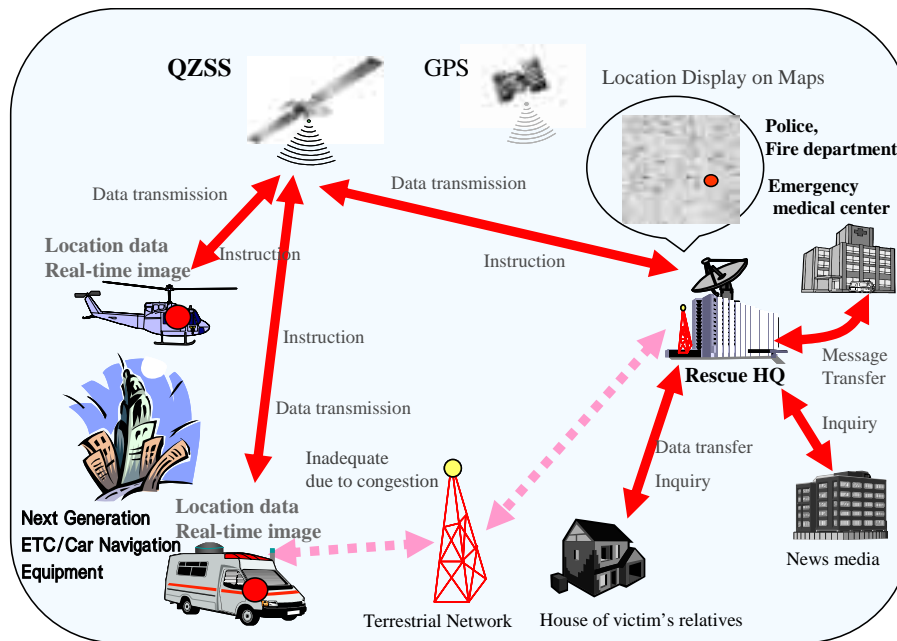 QZSS
GPS
Location Display on Maps
Police,
Fire department
Emergency
medical center
Data transmission
Data transmission
Location data
Real-time image
Instruction
Instruction
Instruction
Data transmission
Rescue HQ
Message
Transfer
Inquiry
Data transfer
Inquiry
Inadequate
due to congestion
Location data
Real-time image
Next Generation
ETC/Car Navigation
Equipment
News media
Terrestrial Network
House of victim's relatives